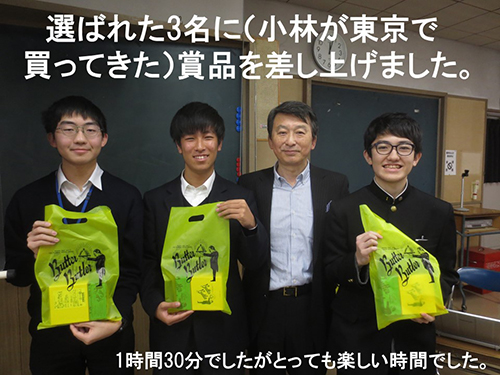 選ばれた3名に(小林が東京で
買ってきた)賞品を差し上げました。
Butter
Butler
Butter
Butler
Butter
Butler
1時間30分でしたがとっても楽しい時間でした。